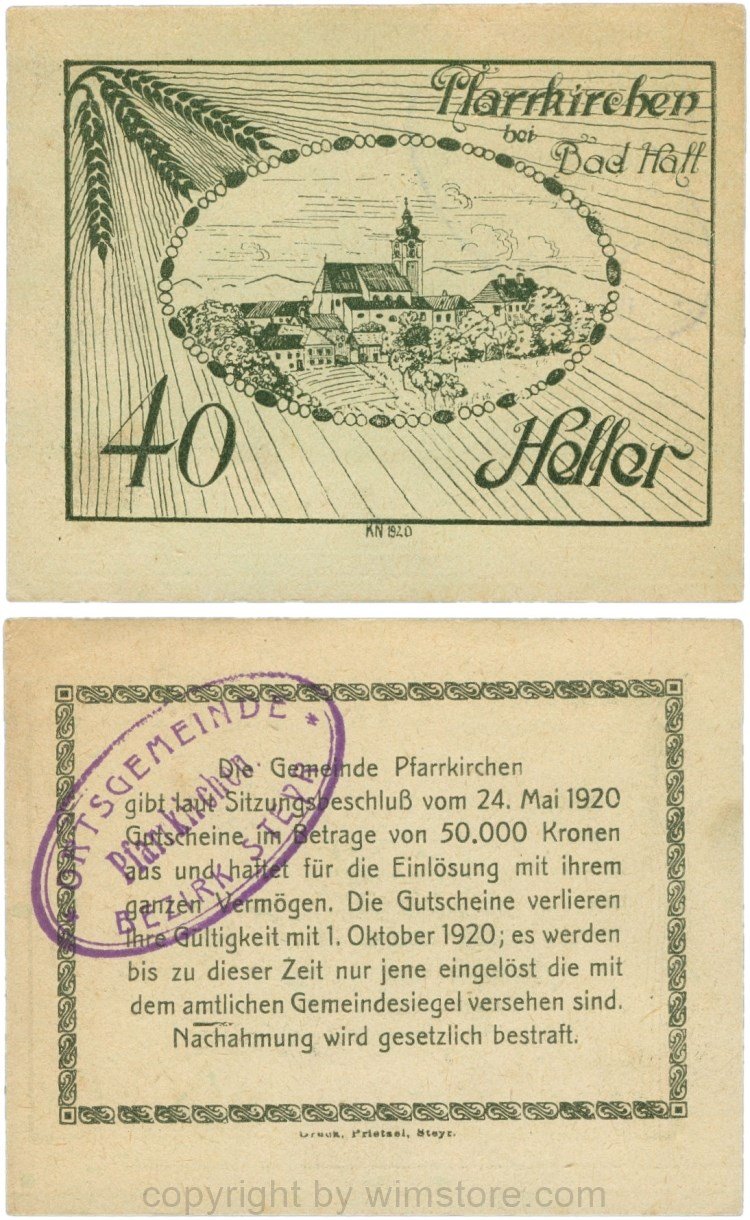 Pfarrkirchen
bei
Bad Hall
40 Heller
KN 1920
ORTSGEMEINDE
Pfarrkirchen.
BEZIRK STEYR
Die Gemeinde Pfarrkirchen
gibt laut Sitzungsbeschluß vom 24. Mai 1920
Gutscheine im Betrage von 50.000 Kronen
aus und haftet für die Einlösung mit ihrem
ganzen Vermögen. Die Gutscheine verlieren
ihre Gültigkeit mit 1. Oktober 1920; es werden
bis zu dieser Zeit nur jene eingelöst die mit
dem amtlichen Gemeindesiegel versehen sind.
Nachahmung wird gesetzlich bestraft.
Druck, Prietzel, Steyr.
copyright by wimstore.com